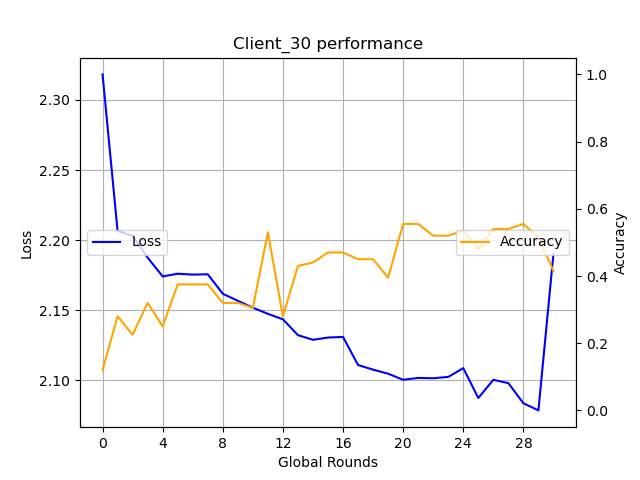 Client_30 performance
Loss
2.30
2.25
2.20
2.15
2.10
1.0
0.8
0.6
0.4
0.2
0.0
Accuracy
Loss
Accuracy
0 4 8 12 16 20 24 28
Global Rounds